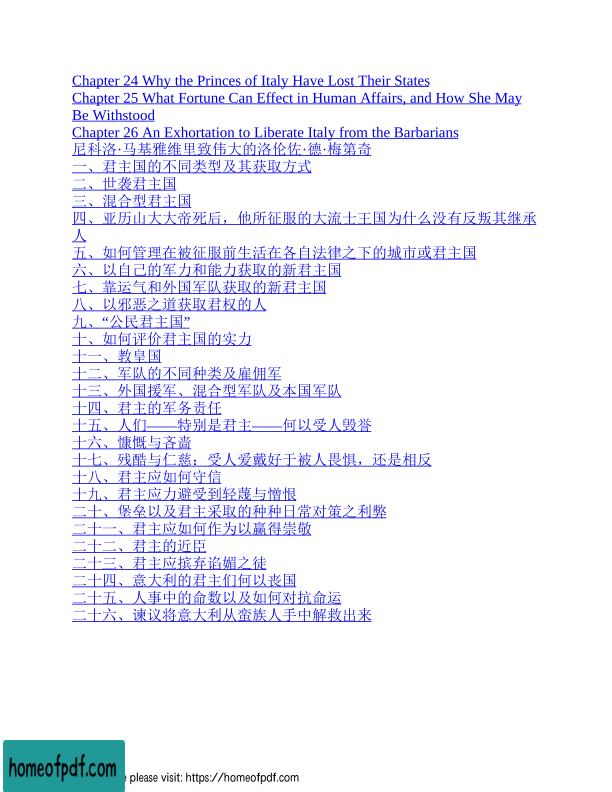 Chapter 24 Why the Princes of Italy Have Lost Their States
Chapter 25 What Fortune Can Effect in Human Affairs, and How She May
Be Withstood
Chapter 26 An Exhortation to Liberate Italy from the Barbarians
尼科洛·马基雅维里致伟大的洛伦佐·德·梅第奇
一、君主国的不同类型及其获取方式
二、世袭君主国
三、混合型君主国
四、亚历山大大帝死后，他所征服的大流士王国为什么没有反叛其继承
人
五、如何管理在被征服前生活在各自法律之下的城市或君主国
六、以自己的军力和能力获取的新君主国
七、靠运气和外国军队获取的新君主国
八、以邪恶之道获取君权的人
九、“公民君主国”
十、如何评价君主国的实力
十一、教皇国
十二、军队的不同种类及雇佣军
十三、外国援军、混合型军队及本国军队
十四、君主的军务责任
十五、人们——特别是君主——何以受人毁誉
十六、慷慨与吝啬
十七、残酷与仁慈：受人爱戴好于被人畏惧，还是相反
十八、君主应如何守信
十九、君主应力避受到轻蔑与憎恨
二十、堡垒以及君主采取的种种日常对策之利弊
二十一、君主应如何作为以赢得崇敬
二十二、君主的近臣
二十三、君主应摈弃谄媚之徒
二十四、意大利的君主们何以丧国
二十五、人事中的命数以及如何对抗命运
二十六、谏议将意大利从蛮族人手中解救出来
homeofpdf.com
e please visit: https://homeofpdf.com